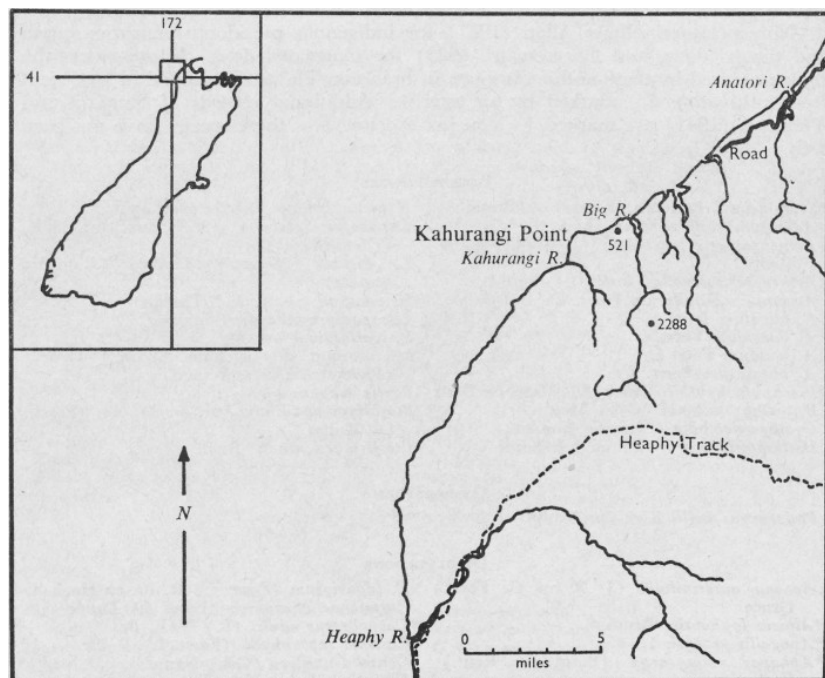 172
41
Anatori R.
Road
Big R.
521
Kahurangi Point
Kahurangi R.
2288
Heaphy Track
N
Heaphy R.
0 5
miles